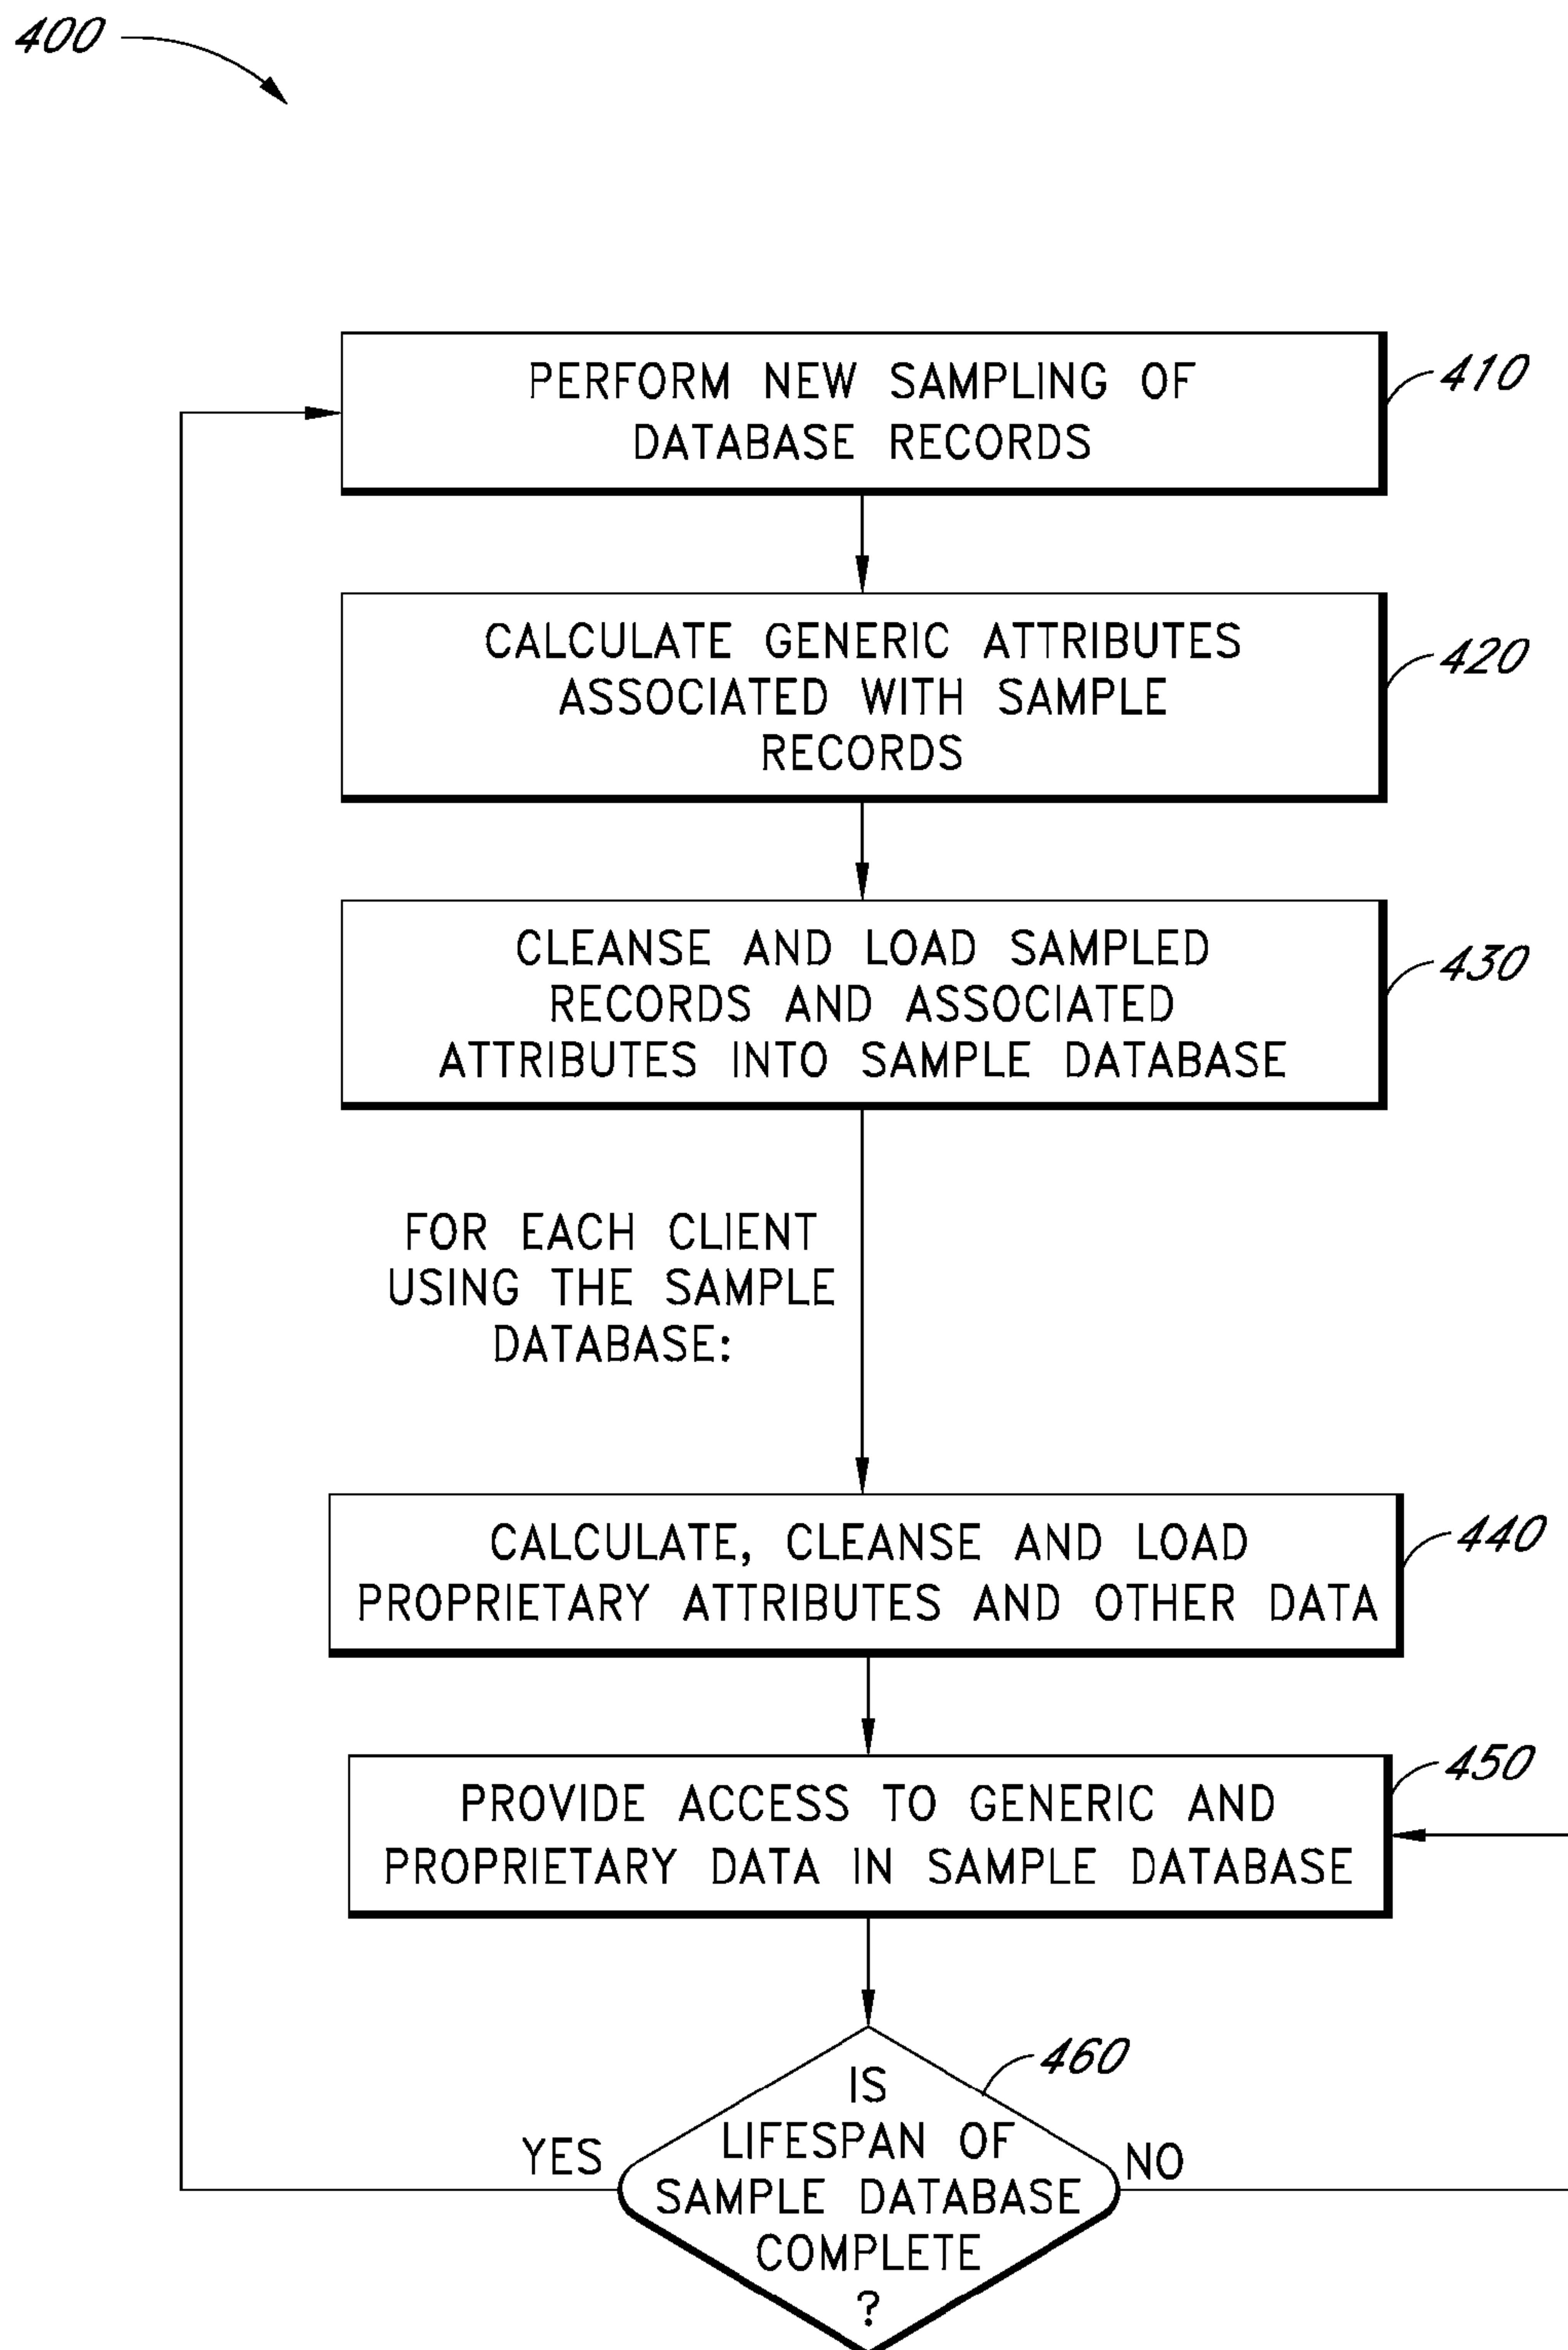 400
PERFORM NEW SAMPLING OF
DATABASE RECORDS
410
CALCULATE GENERIC ATTRIBUTES
ASSOCIATED WITH SAMPLE
RECORDS
420
CLEANSE AND LOAD SAMPLED
RECORDS AND ASSOCIATED
ATTRIBUTES INTO SAMPLE DATABASE
430
FOR EACH CLIENT
USING THE SAMPLE
DATABASE:
CALCULATE, CLEANSE AND LOAD
PROPRIETARY ATTRIBUTES AND OTHER DATA
440
PROVIDE ACCESS TO GENERIC AND
PROPRIETARY DATA IN SAMPLE DATABASE
450
460
IS
LIFESPAN OF
SAMPLE DATABASE
COMPLETE
?
YES
NO